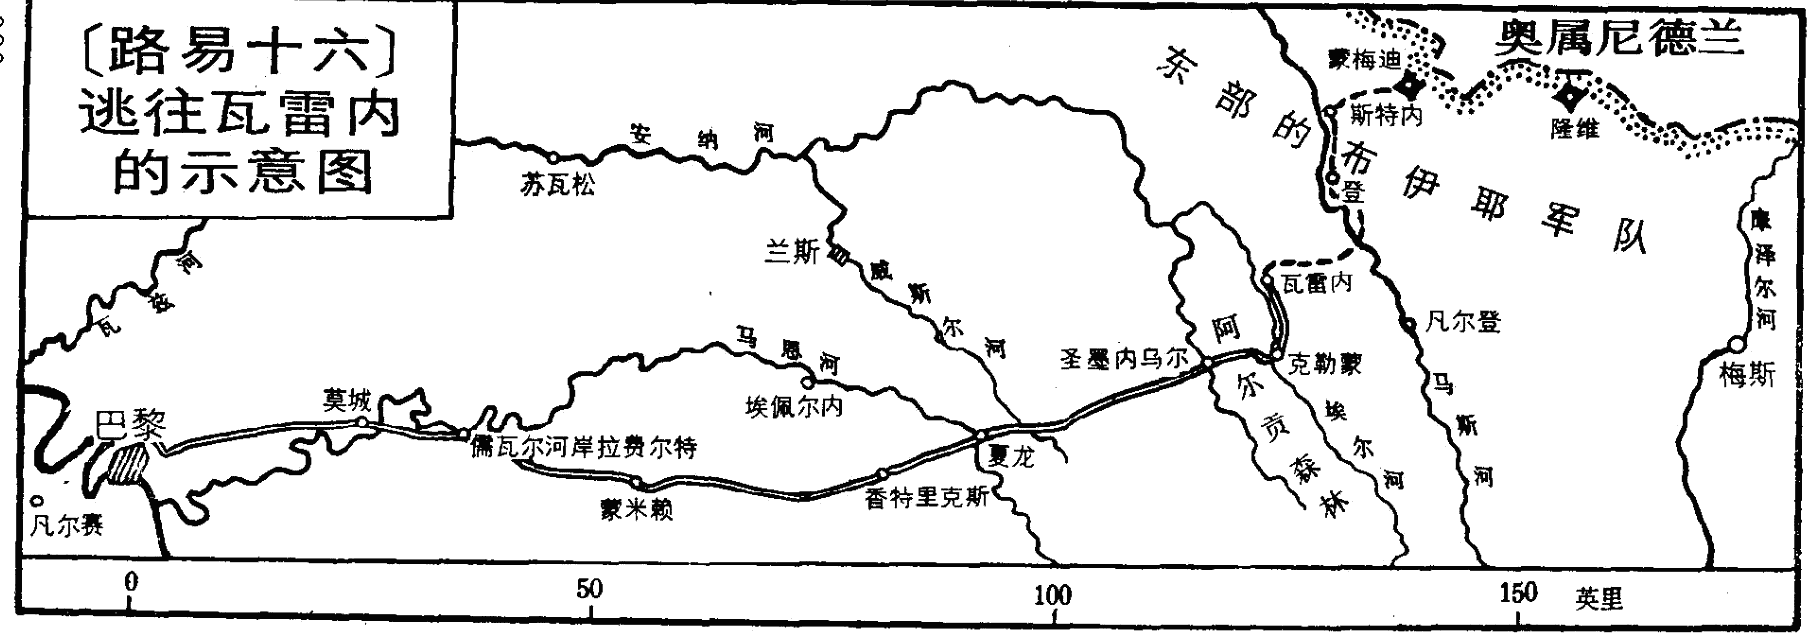 〔路易十六〕
逃往瓦雷内
的示意图
奥属尼德兰
东部的布伊耶军队
蒙梅迪
斯特内
隆维
登
安纳河
苏瓦松
兰斯
威斯尔河
瓦兹河
瓦雷内
凡尔登
康泽尔河
梅斯
马恩河
埃佩尔内
圣墨内乌尔
克勒蒙
阿尔贡森林
埃尔河
马斯河
莫城
巴黎
儒瓦尔河岸拉费尔特
夏龙
蒙米赖
香特里克斯
凡尔赛
0
50
100
150
英里